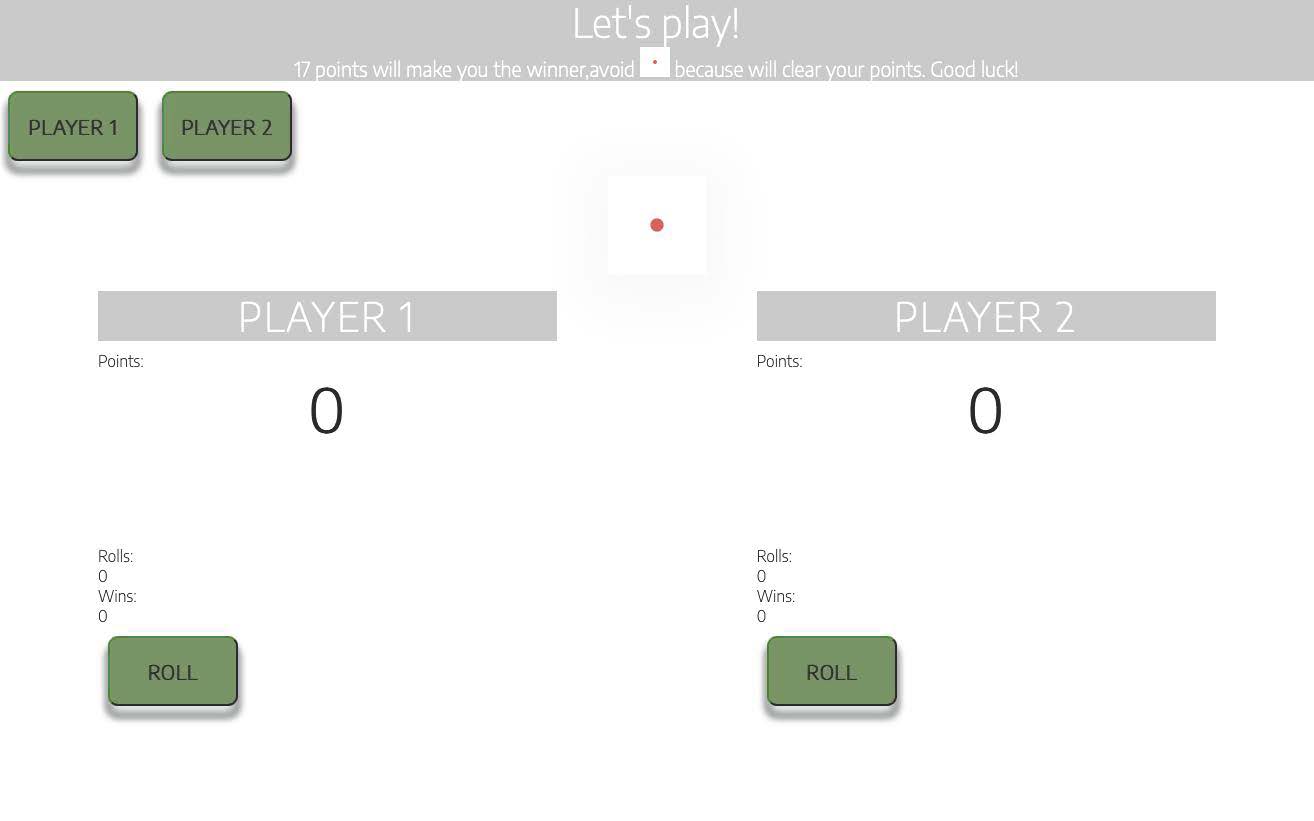 Let's play!
17 points will make you the winner,avoid because will clear your points. Good luck!
PLAYER 1
PLAYER 2
PLAYER 1
Points:
0
Rolls:
0
Wins:
0
ROLL
PLAYER 2
Points:
0
Rolls:
0
Wins:
0
ROLL